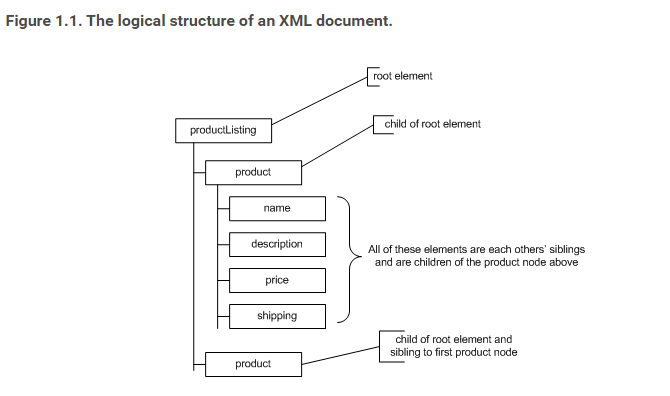 Figure 1.1. The logical structure of an XML document.
root element
productListing
child of root element
product
name
description
All of these elements are each others' siblings
and are children of the product node above
price
shipping
child of root element and
sibling to first product node
product